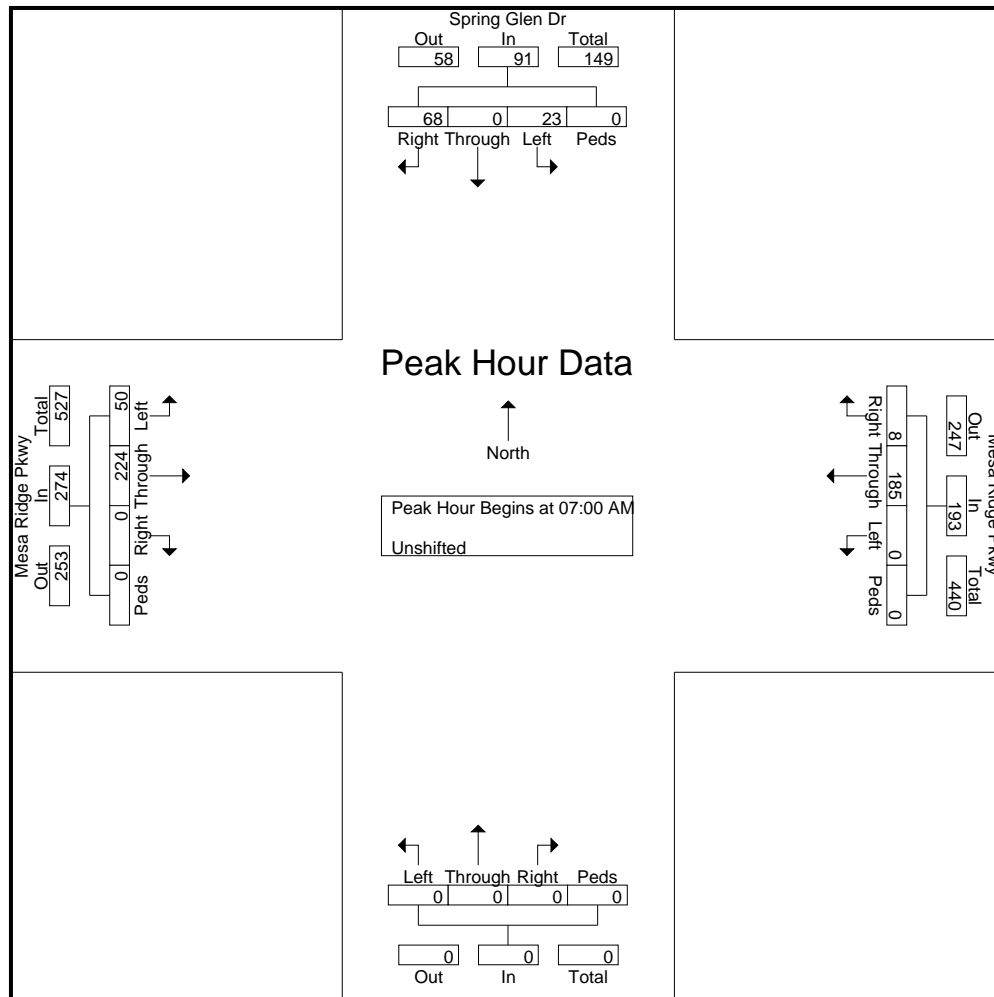 Spring Glen Dr
Out In Total
58 91 149
68 0 23 0
Right Through Left Peds
Peak Hour Data
North
Peak Hour Begins at 07:00 AM
Unshifted
Mesa Ridge Pkwy
Out In Total
253 274 527
0 0 224 50
Peds Right Through Left
Mesa Ridge Pkwy
Out In Total
247 193 440
8 185 0 0
Right Through Left Peds
Left Through Right Peds
0 0 0 0
0 0 0
Out In Total